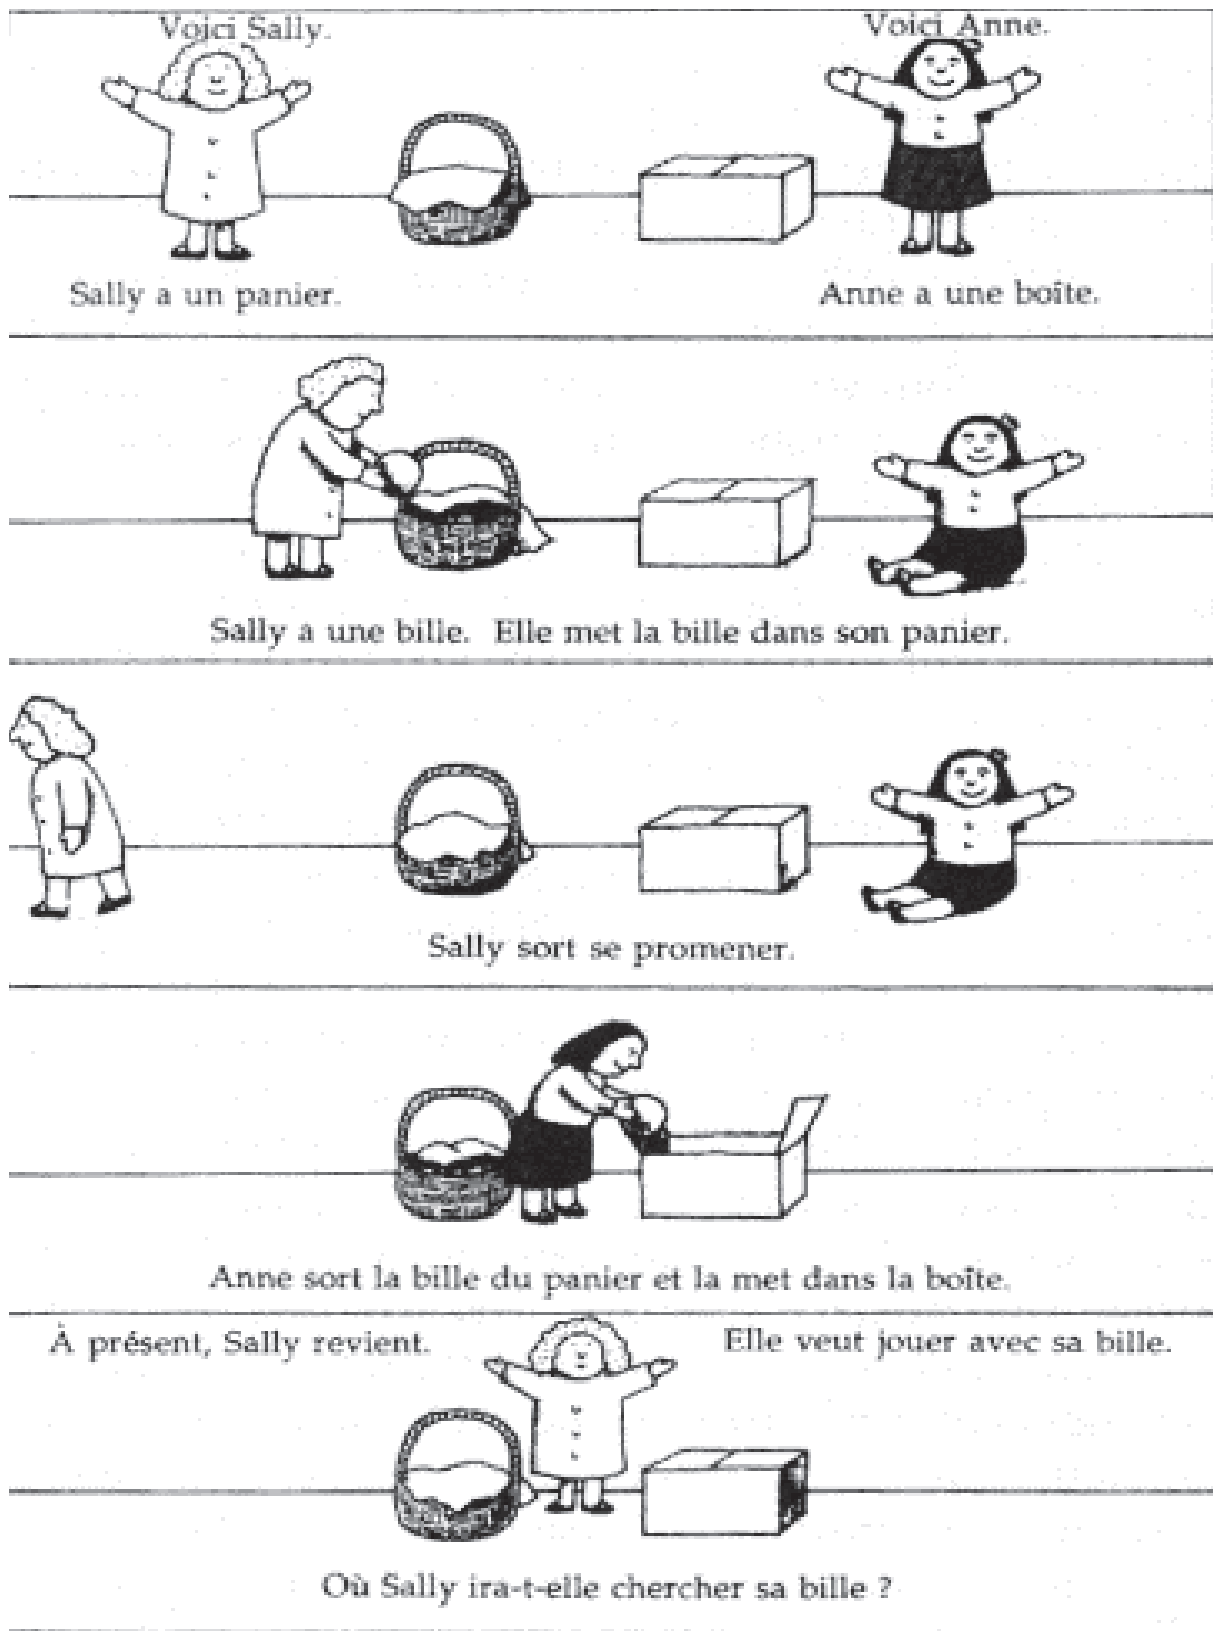 Voici Sally.
Voici Anne.
Sally a un panier.
Anne a une boîte.
Sally a une bille. Elle met la bille dans son panier.
Sally sort se promener.
Anne sort la bille du panier et la met dans la boîte.
À présent, Sally revient.
Elle veut jouer avec sa bille.
Où Sally ira-t-elle chercher sa bille ?